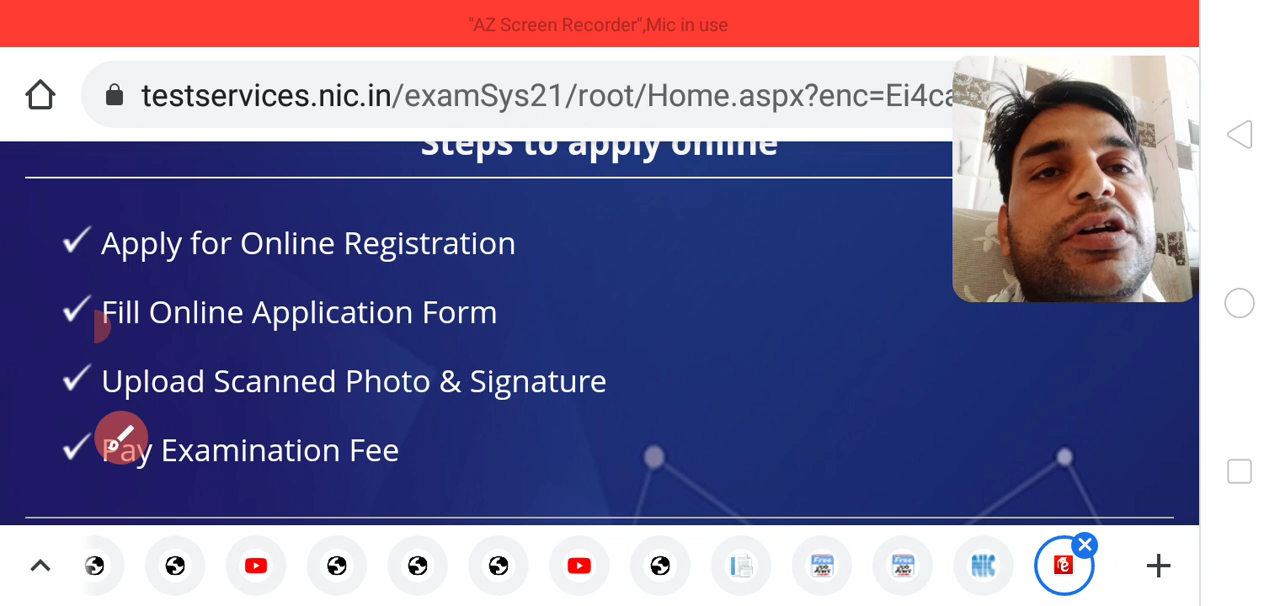 "AZ Screen Recorder",Mic in use
testservices.nic.in/examSys21/root/Home.aspx?enc=Ei4ca
Steps to apply online
Apply for Online Registration
Fill Online Application Form
Upload Scanned Photo & Signature
Pay Examination Fee
NIC